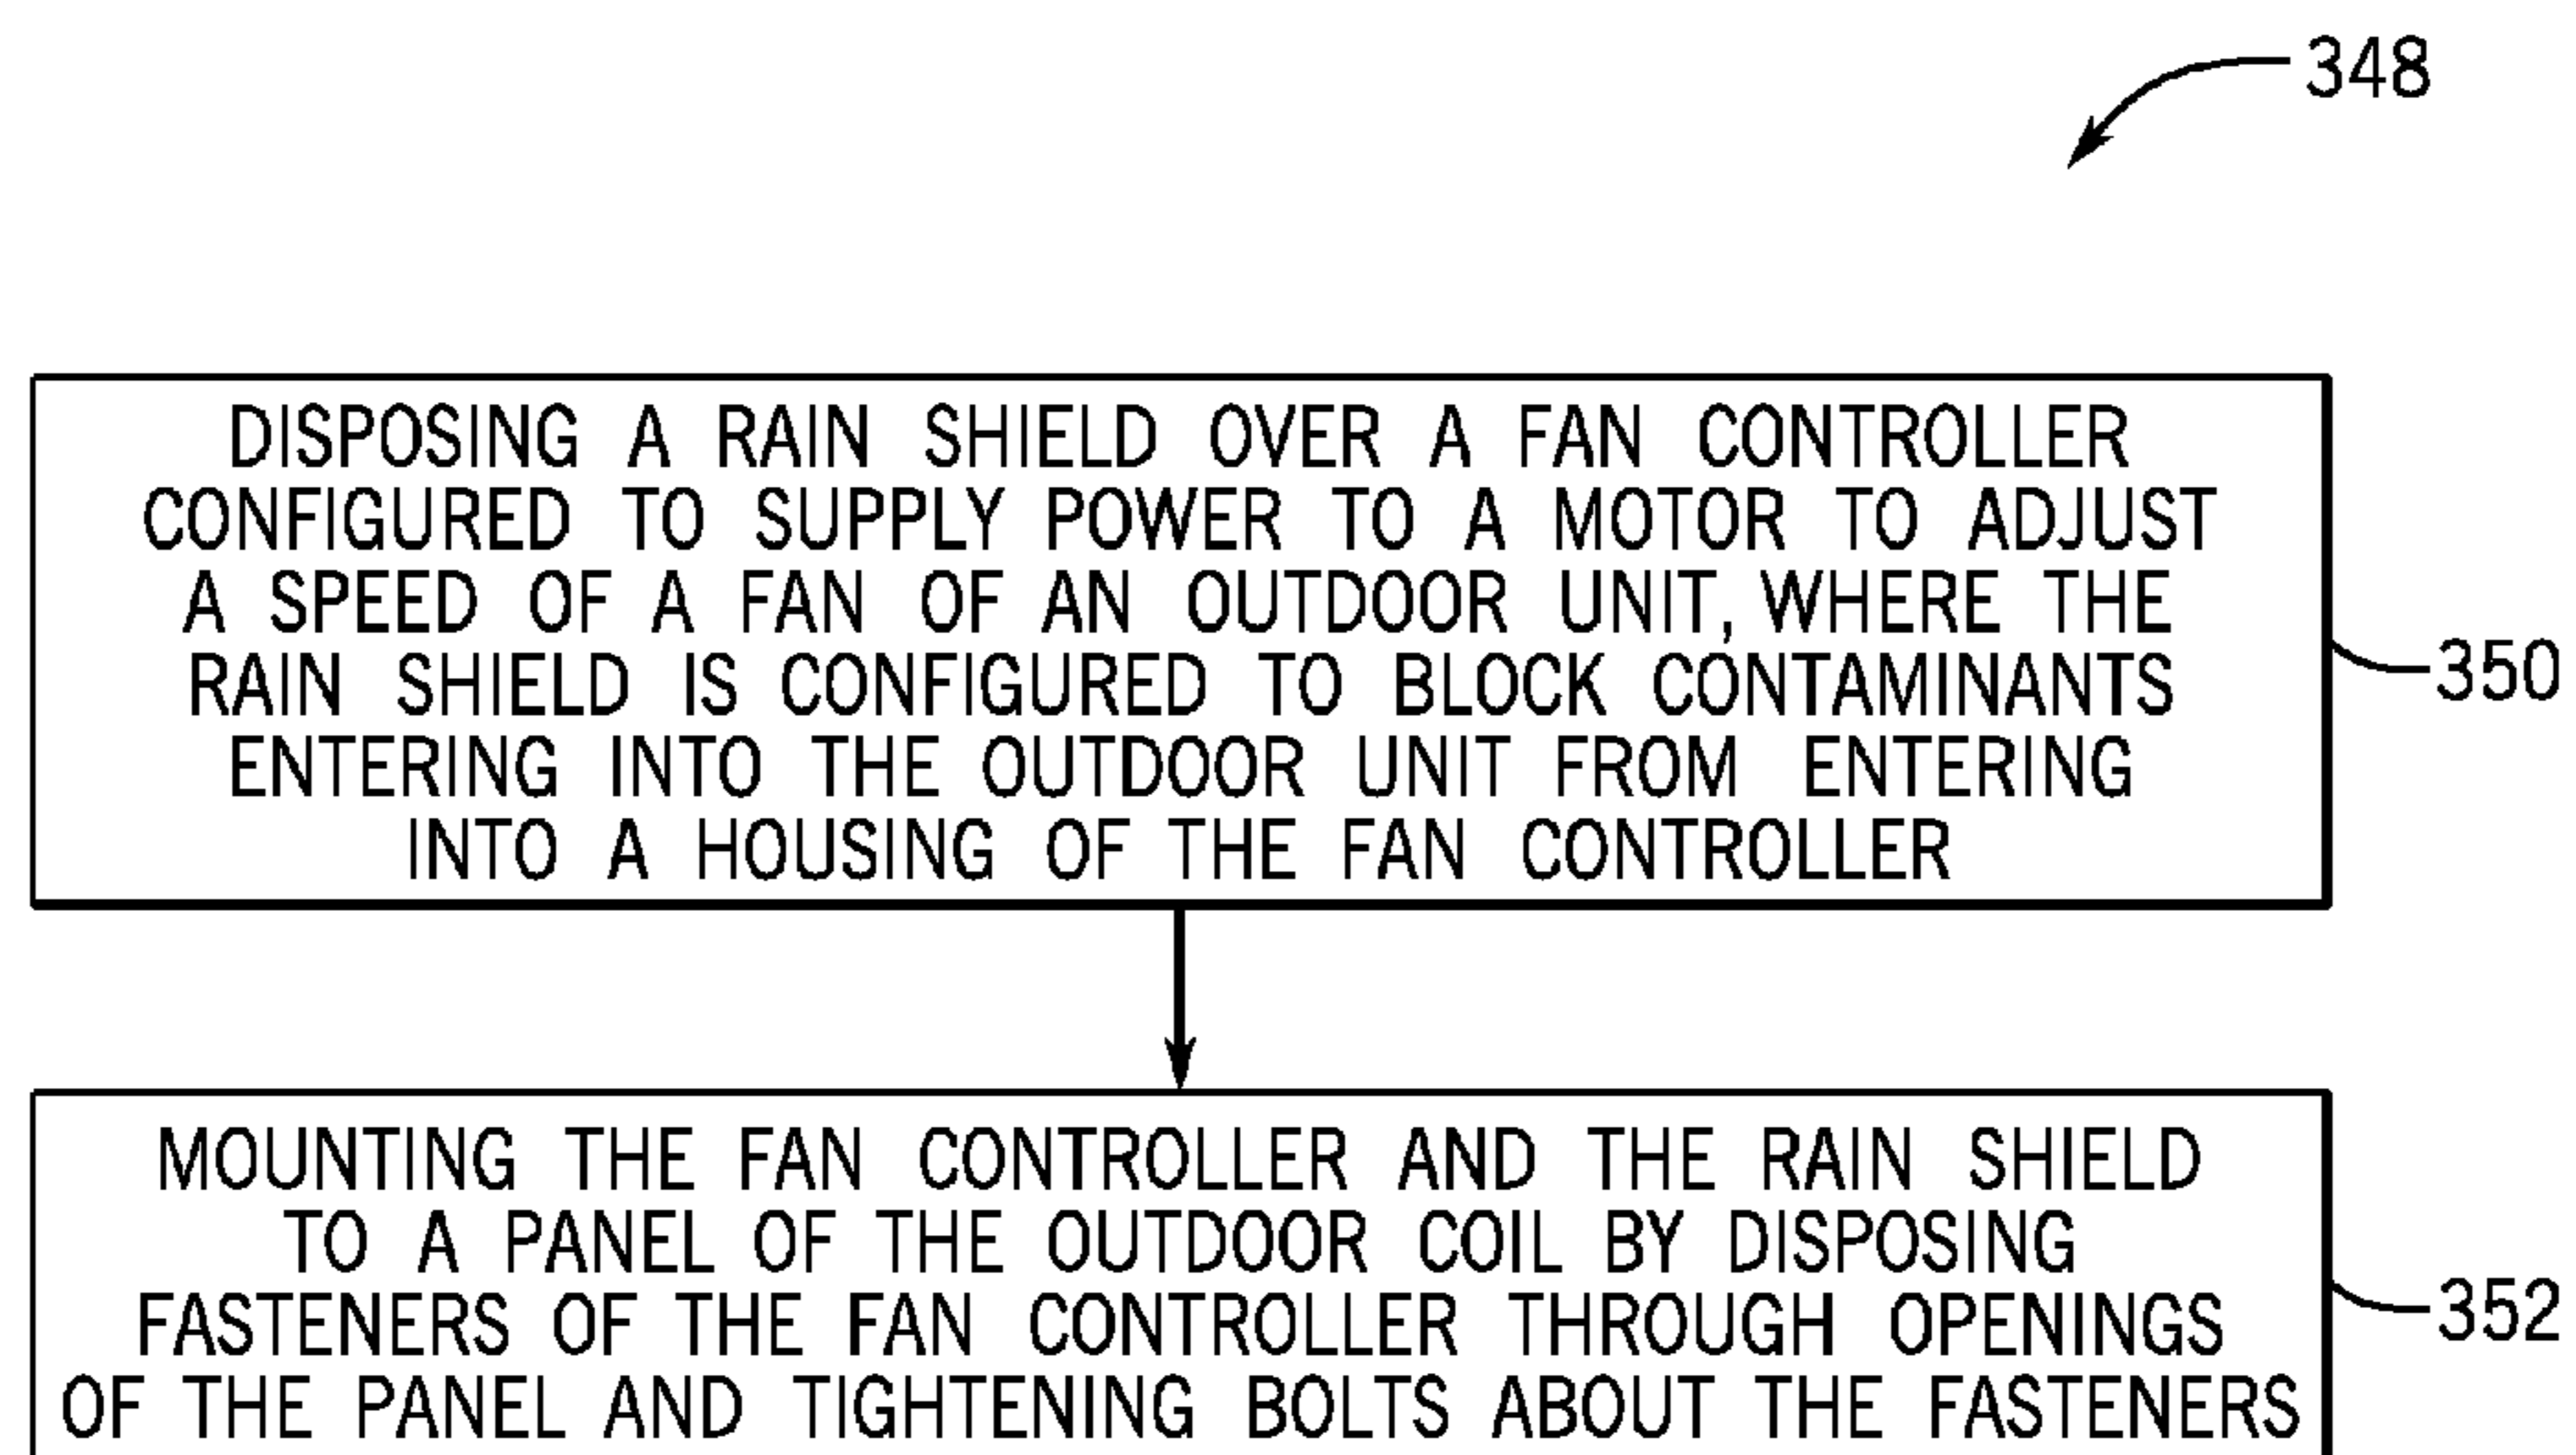 348
DISPOSING A RAIN SHIELD OVER A FAN CONTROLLER
CONFIGURED TO SUPPLY POWER TO A MOTOR TO ADJUST
A SPEED OF A FAN OF AN OUTDOOR UNIT, WHERE THE
RAIN SHIELD IS CONFIGURED TO BLOCK CONTAMINANTS
ENTERING INTO THE OUTDOOR UNIT FROM ENTERING
INTO A HOUSING OF THE FAN CONTROLLER
350
MOUNTING THE FAN CONTROLLER AND THE RAIN SHIELD
TO A PANEL OF THE OUTDOOR COIL BY DISPOSING
FASTENERS OF THE FAN CONTROLLER THROUGH OPENINGS
OF THE PANEL AND TIGHTENING BOLTS ABOUT THE FASTENERS
352